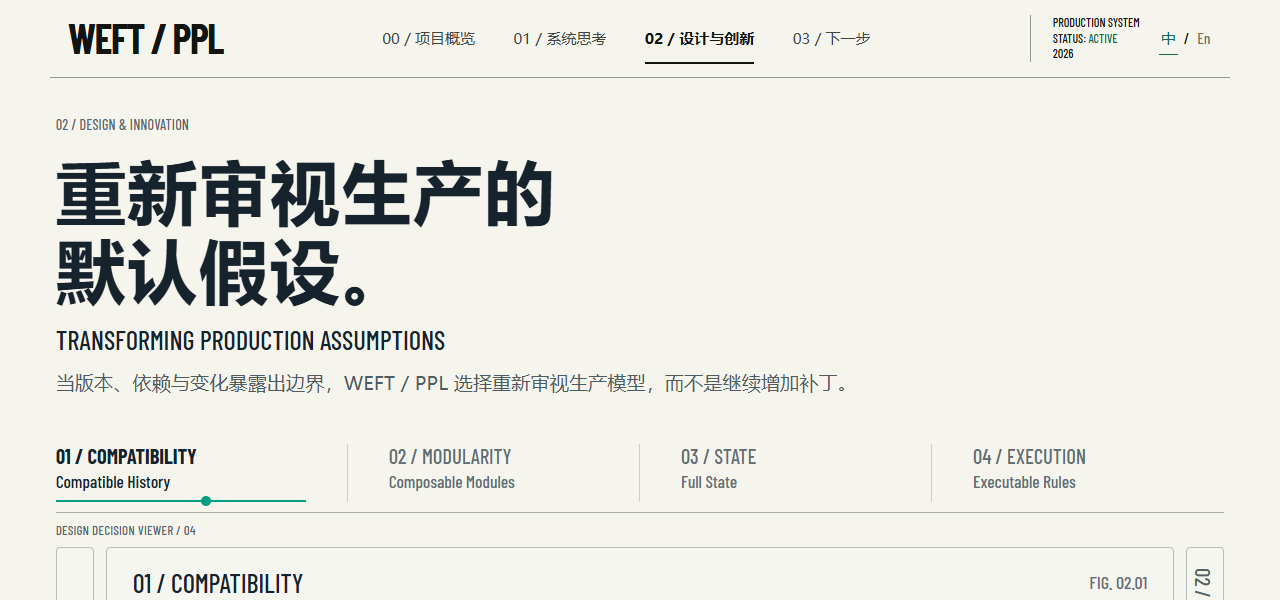 WEFT / PPL
00 / 项目概览
01 / 系统思考
02 / 设计与创新
03 / 下一步
PRODUCTION SYSTEM
STATUS: ACTIVE
2026
中 / En
02 / DESIGN & INNOVATION
重新审视生产的
默认假设。
TRANSFORMING PRODUCTION ASSUMPTIONS
当版本、依赖与变化暴露出边界，WEFT / PPL 选择重新审视生产模型，而不是继续增加补丁。
01 / COMPATIBILITY
Compatible History
02 / MODULARITY
Composable Modules
03 / STATE
Full State
04 / EXECUTION
Executable Rules
DESIGN DECISION VIEWER / 04
01 / COMPATIBILITY
FIG. 02.01
02 /